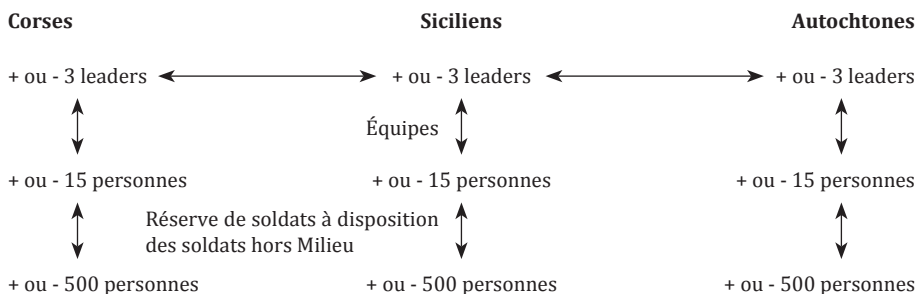 Corses Siciliens Autochtones
+ ou - 3 leaders + ou - 3 leaders + ou - 3 leaders
Équipes
+ ou - 15 personnes + ou - 15 personnes + ou - 15 personnes
Réserve de soldats à disposition
des soldats hors Milieu
+ ou - 500 personnes + ou - 500 personnes + ou - 500 personnes